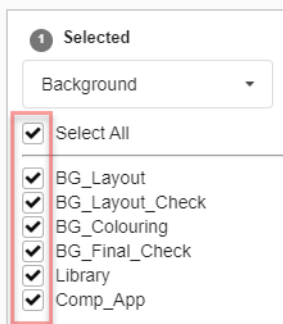 1 Selected
Background
Select All
BG_Layout
BG_Layout_Check
BG_Colouring
BG_Final_Check
Library
Comp_App